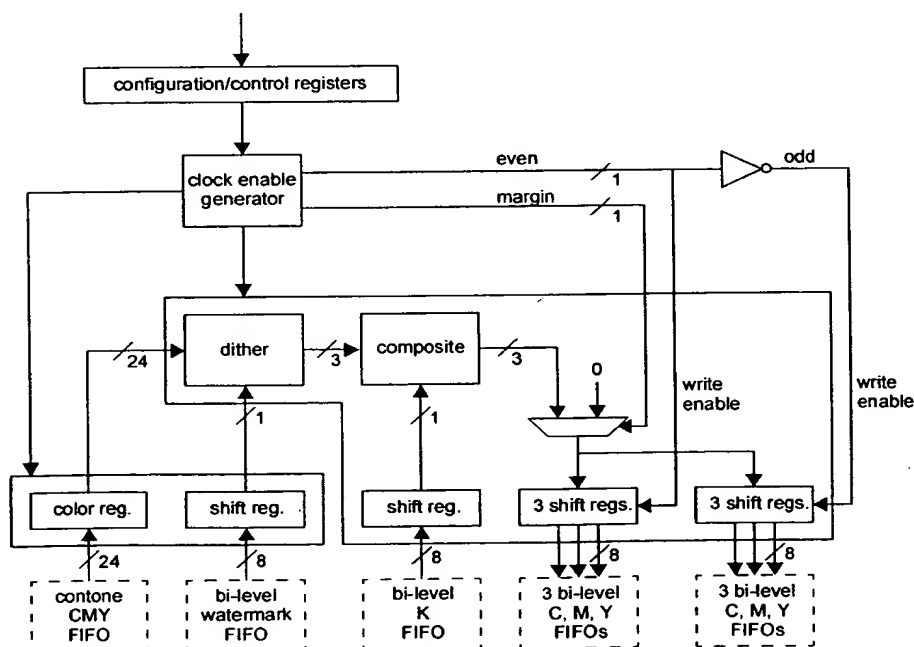 configuration/control registers
clock enable
generator
even
1
odd
margin
1
dither
composite
24
3
3
0
1
1
write
enable
write
enable
color reg.
shift reg.
shift reg.
3 shift regs.
3 shift regs.
24
8
8
8
8
contone
CMY
FIFO
bi-level
watermark
FIFO
bi-level
K
FIFO
3 bi-level
C, M, Y
FIFOs
3 bi-level
C, M, Y
FIFOs